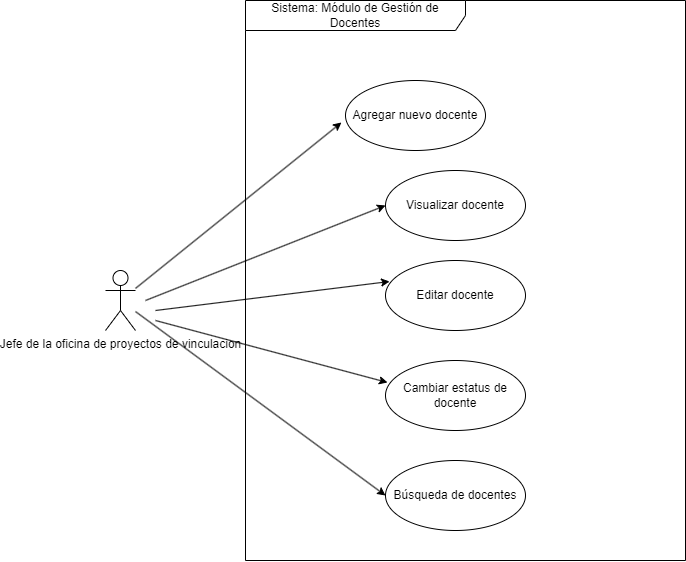 Sistema: Módulo de Gestión de
Docentes
Agregar nuevo docente
Visualizar docente
Editar docente
Jefe de la oficina de proyectos de vinculacion
Cambiar estatus de
docente
Búsqueda de docentes